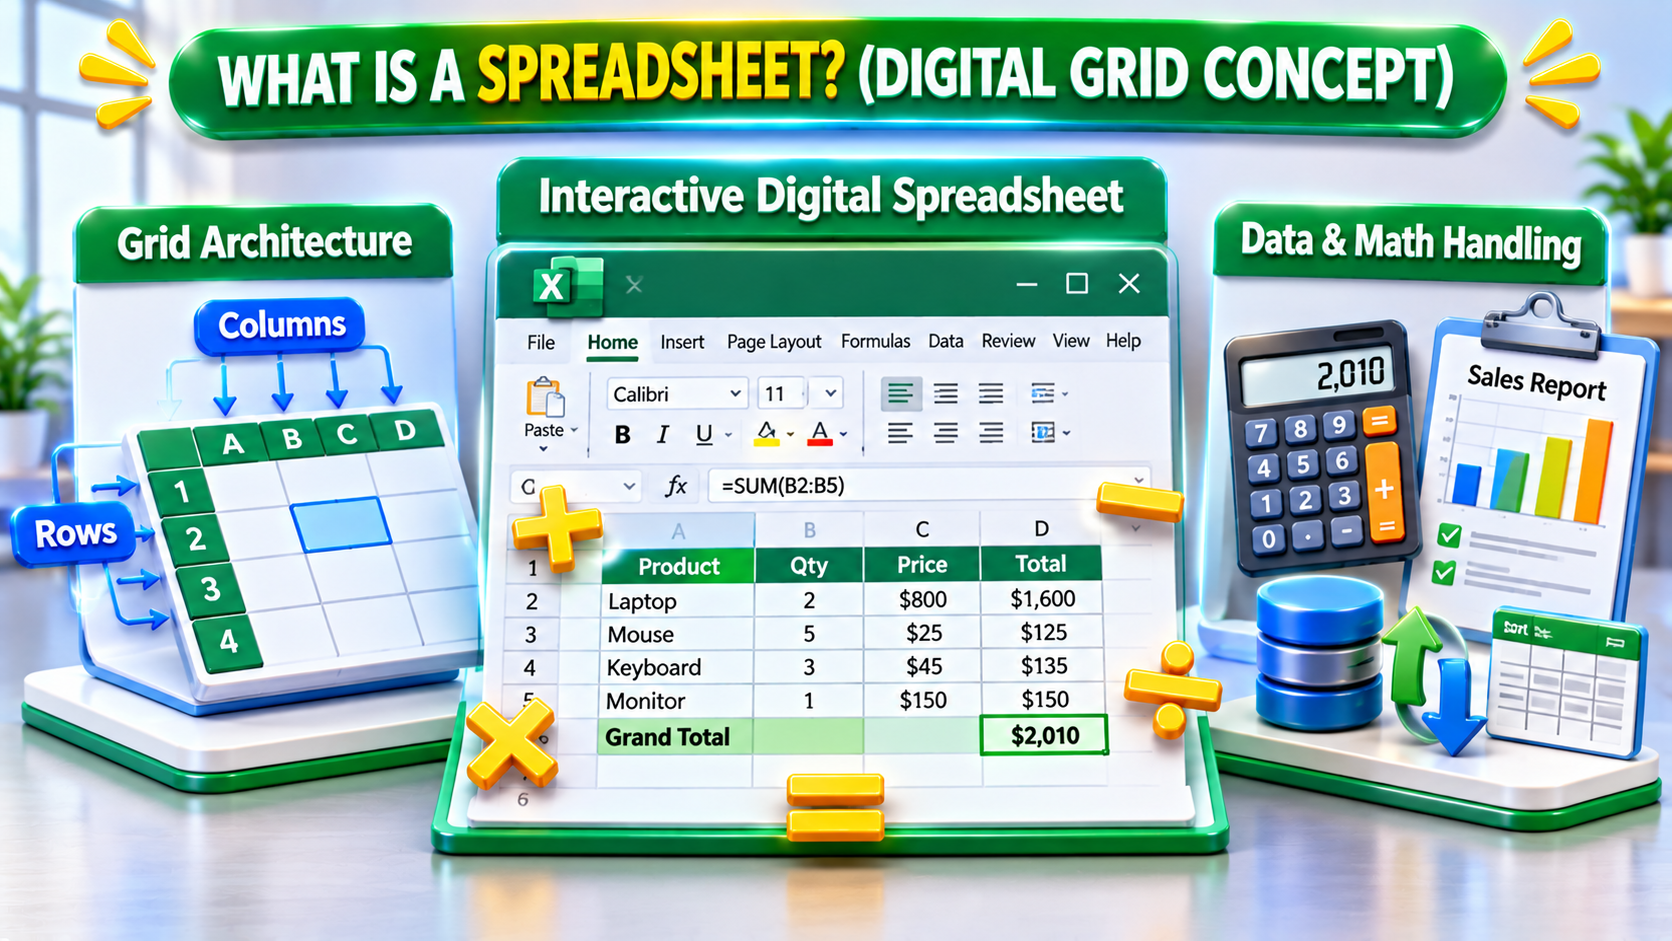 WHAT IS A SPREADSHEET? (DIGITAL GRID CONCEPT)
Grid Architecture
Columns
Rows
A B C D
1
2
3
4
Interactive Digital Spreadsheet
X
File Home Insert Page Layout Formulas Data Review View Help
Paste
Calibri 11
B I U A
fx =SUM(B2:B5)
A B C D
1 Product Qty Price Total
2 Laptop 2 $800 $1,600
3 Mouse 5 $25 $125
4 Keyboard 3 $45 $135
5 Monitor 1 $150 $150
Grand Total $2,010
6
Data & Math Handling
2,010
7 8 9 =
4 5 6
1 2 3 +
0 . - =
Sales Report